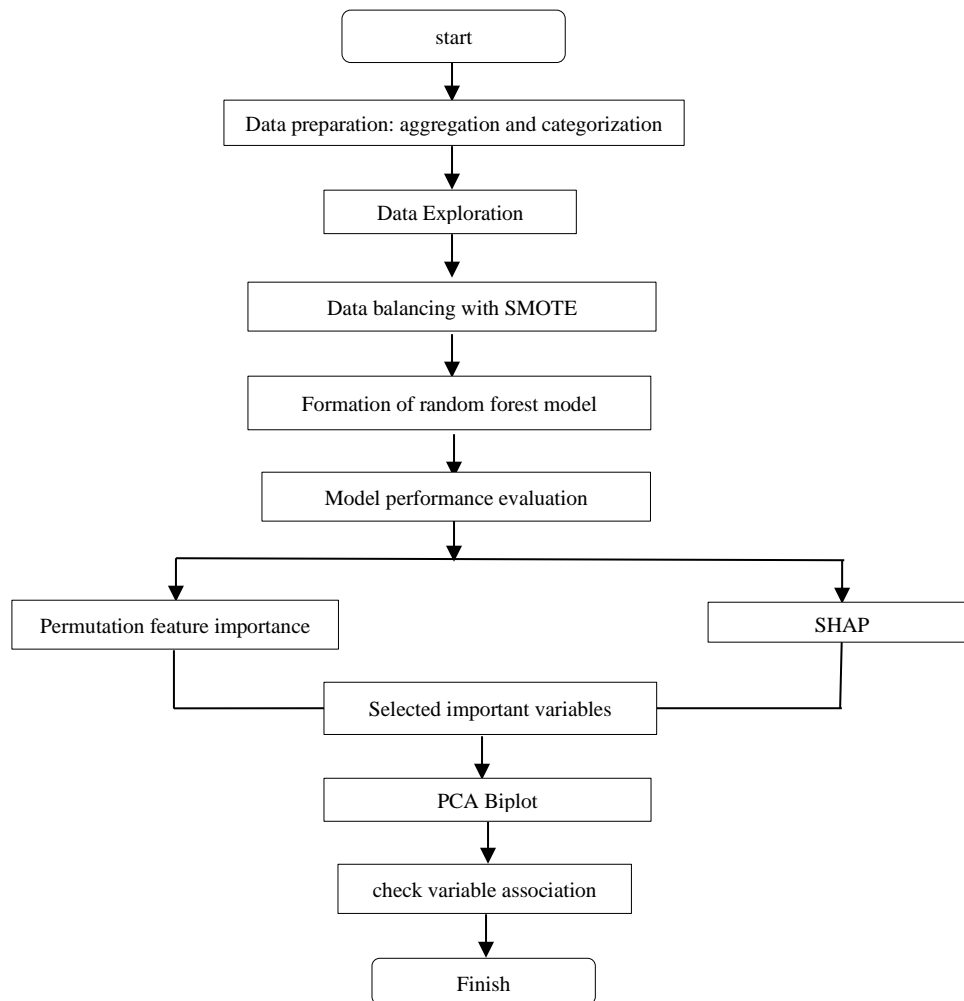 start
Data preparation: aggregation and categorization
Data Exploration
Data balancing with SMOTE
Formation of random forest model
Model performance evaluation
Permutation feature importance
SHAP
Selected important variables
PCA Biplot
check variable association
Finish